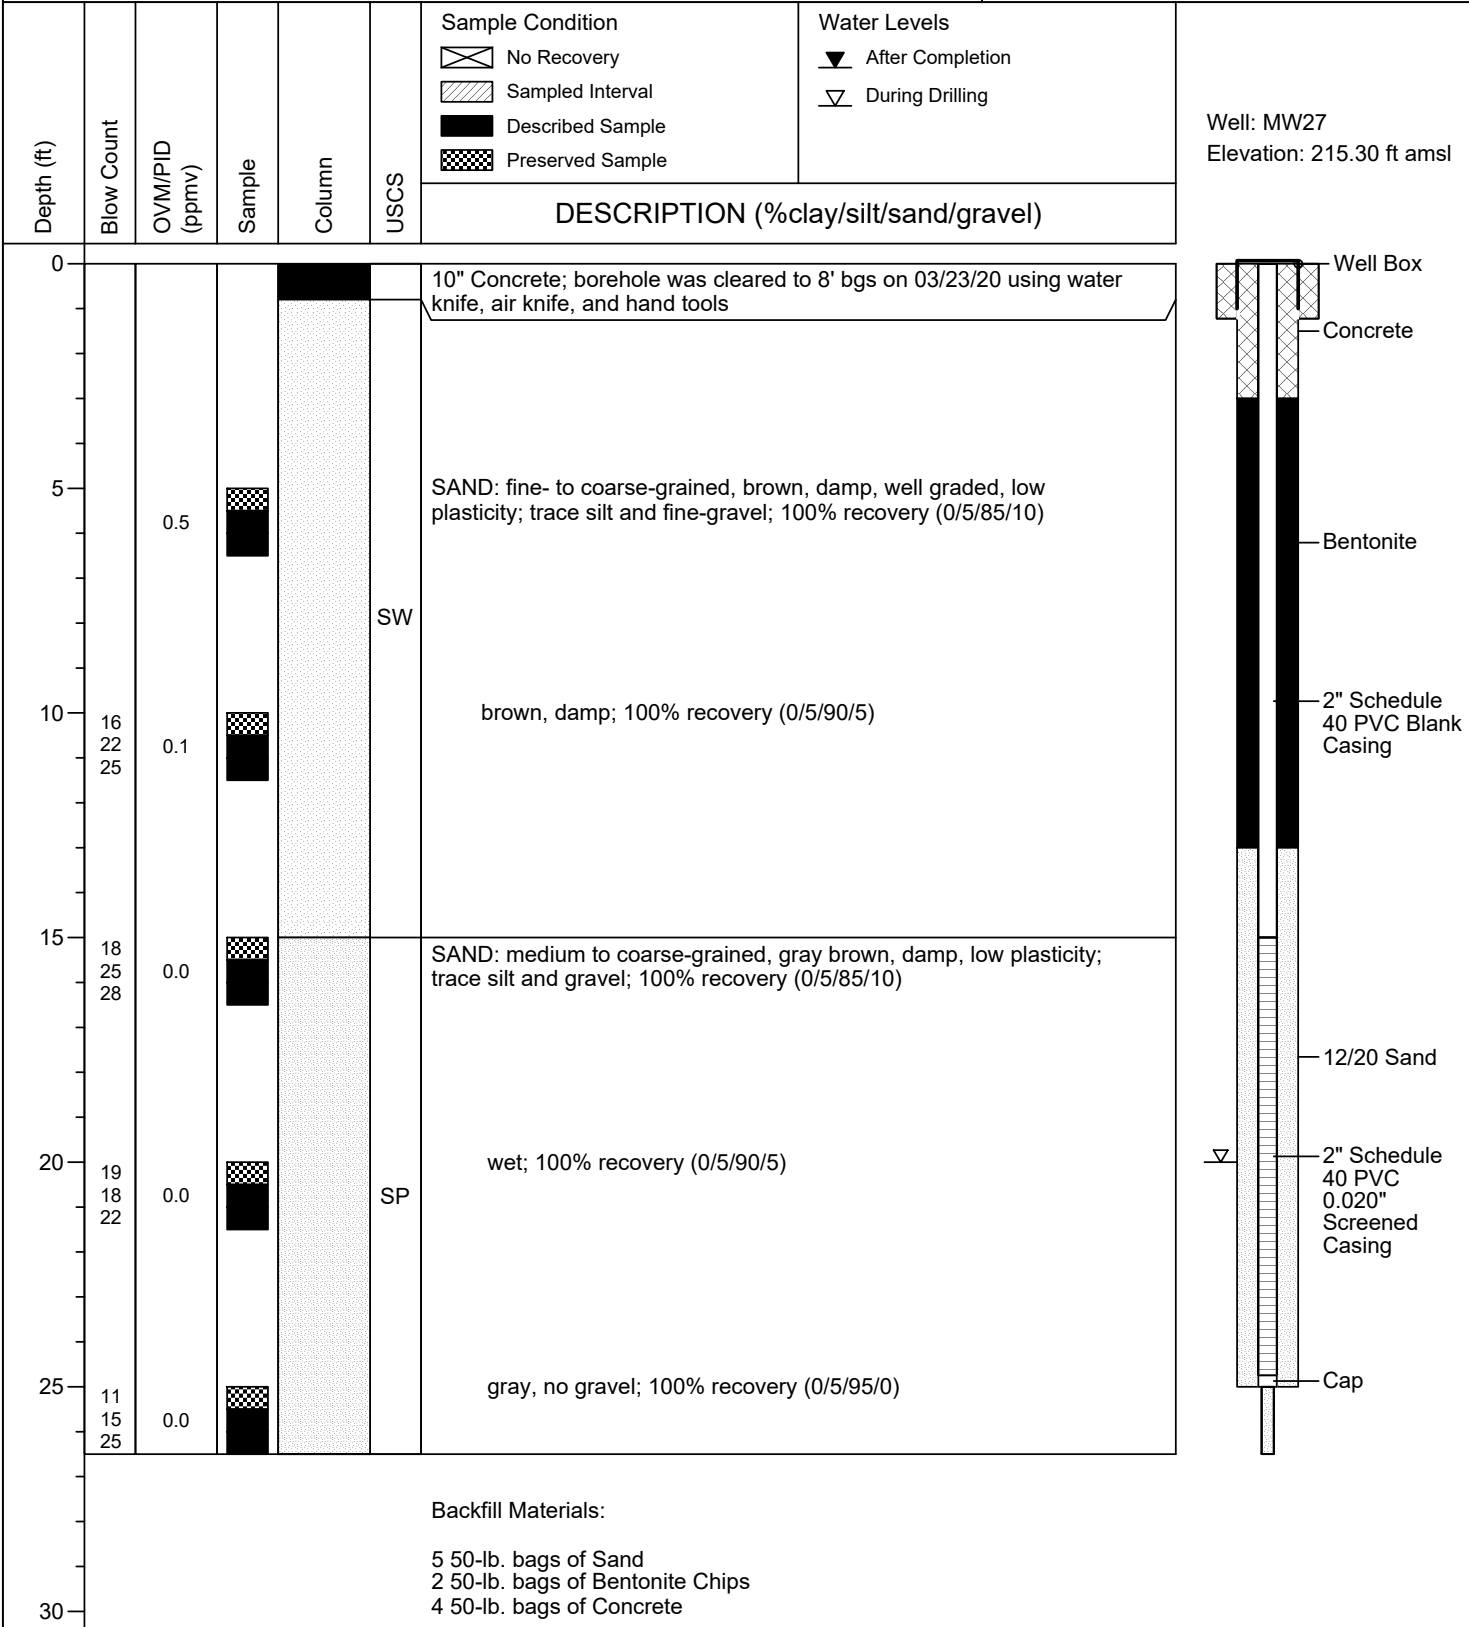 Sample Condition
No Recovery
Sampled Interval
Described Sample
Preserved Sample
Water Levels
After Completion
During Drilling
Well: MW27
Elevation: 215.30 ft amsl
Depth (ft)
Blow Count
OVM/PID
(ppmv)
Sample
Column
USCS
DESCRIPTION (%clay/silt/sand/gravel)
0
10" Concrete; borehole was cleared to 8' bgs on 03/23/20 using water
knife, air knife, and hand tools
Well Box
Concrete
5
0.5
SAND: fine- to coarse-grained, brown, damp, well graded, low
plasticity; trace silt and fine-gravel; 100% recovery (0/5/85/10)
Bentonite
SW
10
16
22
25
0.1
brown, damp; 100% recovery (0/5/90/5)
2" Schedule
40 PVC Blank
Casing
15
18
25
28
0.0
SAND: medium to coarse-grained, gray brown, damp, low plasticity;
trace silt and gravel; 100% recovery (0/5/85/10)
12/20 Sand
20
19
18
22
0.0
SP
wet; 100% recovery (0/5/90/5)
2" Schedule
40 PVC
0.020"
Screened
Casing
25
11
15
25
0.0
gray, no gravel; 100% recovery (0/5/95/0)
Cap
Backfill Materials:
5 50-lb. bags of Sand
2 50-lb. bags of Bentonite Chips
4 50-lb. bags of Concrete
30